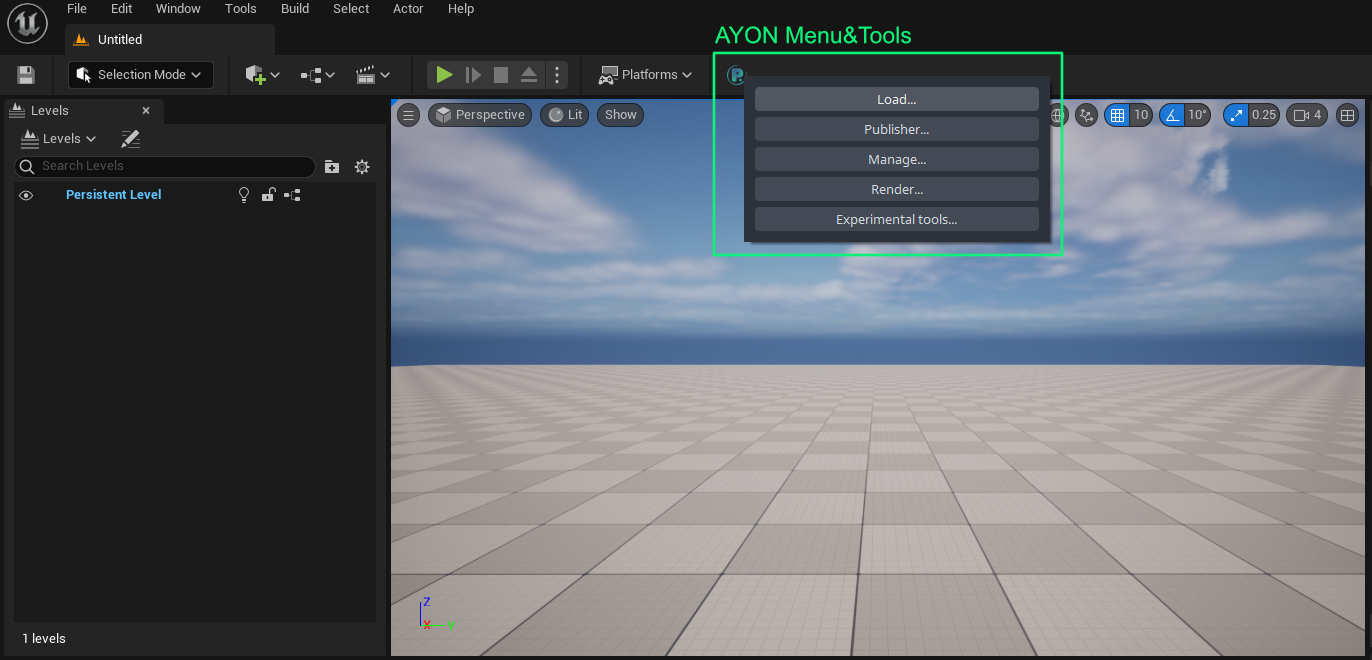 File Edit Window Tools Build Select Actor Help
Untitled
AYON Menu&Tools
Selection Mode
Platforms
Levels
Load...
Perspective
Lit
Show
10
10°
0.25
4
Publisher...
Levels
Manage...
Search Levels
Render...
Persistent Level
Experimental tools...
Z
X
Y
1 levels